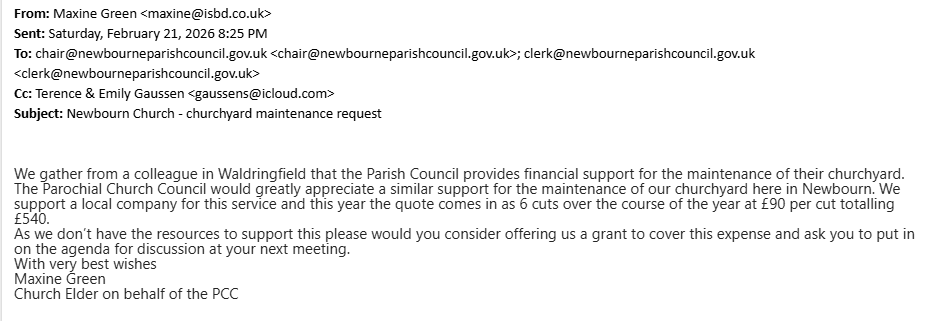 From: Maxine Green <maxine@isbd.co.uk>
Sent: Saturday, February 21, 2026 8:25 PM
To: chair@newbourneparishcouncil.gov.uk <chair@newbourneparishcouncil.gov.uk>; clerk@newbourneparishcouncil.gov.uk
<clerk@newbourneparishcouncil.gov.uk>
Cc: Terence & Emily Gaussen <gaussens@icloud.com>
Subject: Newbourn Church - churchyard maintenance request
We gather from a colleague in Waldringfield that the Parish Council provides financial support for the maintenance of their churchyard.
The Parochial Church Council would greatly appreciate a similar support for the maintenance of our churchyard here in Newbourn. We
support a local company for this service and this year the quote comes in as 6 cuts over the course of the year at £90 per cut totalling
£540.
As we don’t have the resources to support this please would you consider offering us a grant to cover this expense and ask you to put in
on the agenda for discussion at your next meeting.
With very best wishes
Maxine Green
Church Elder on behalf of the PCC